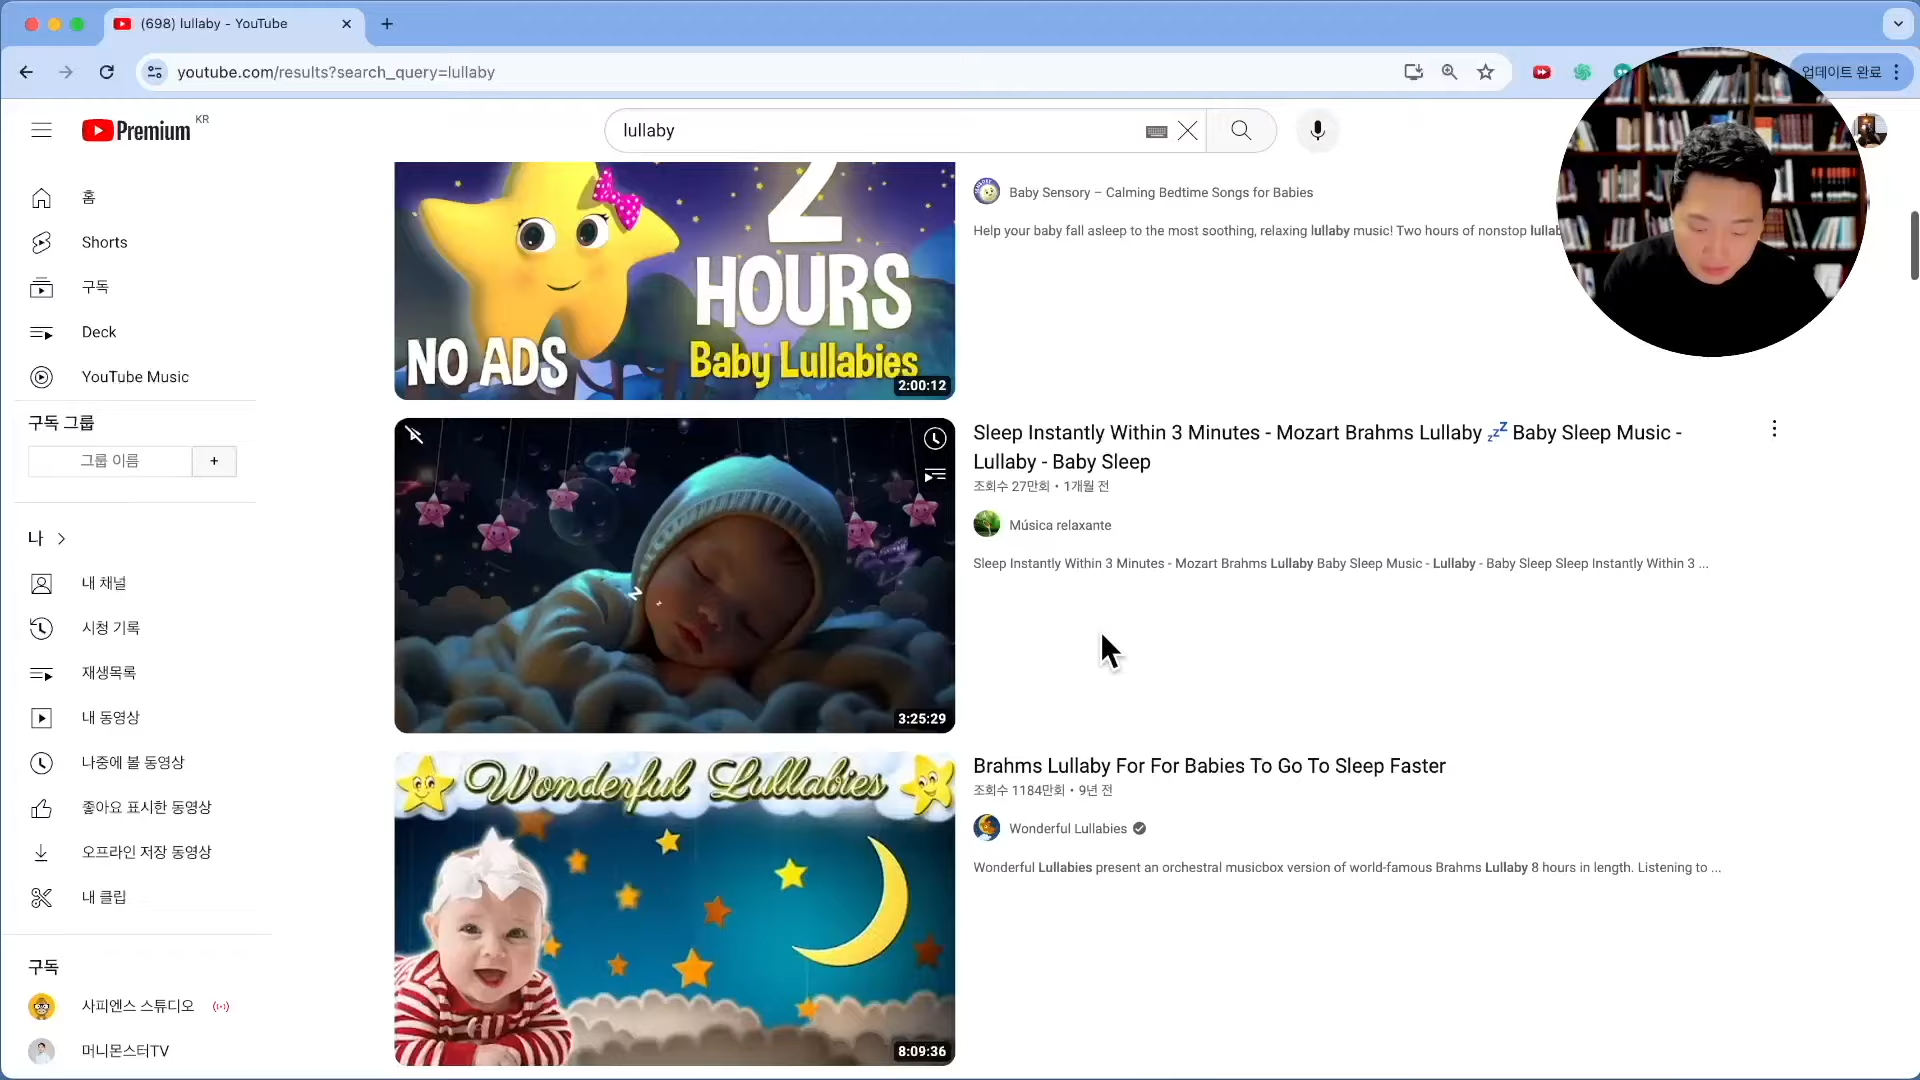 (698) lullaby - YouTube
youtube.com/results?search_query=lullaby
업데이트 완료
Premium KR
lullaby
홈
Shorts
구독
Deck
YouTube Music
구독 그룹
그룹 이름 +
나
내 채널
시청 기록
재생목록
내 동영상
나중에 볼 동영상
좋아요 표시한 동영상
오프라인 저장 동영상
내 클립
구독
사피엔스 스튜디오
머니몬스터TV
2
HOURS
NO ADS
Baby Lullabies
2:00:12
Baby Sensory – Calming Bedtime Songs for Babies
Help your baby fall asleep to the most soothing, relaxing lullaby music! Two hours of nonstop lullab
3:25:29
Sleep Instantly Within 3 Minutes - Mozart Brahms Lullaby 💤 Baby Sleep Music -
Lullaby - Baby Sleep
조회수 27만회 • 1개월 전
Música relaxante
Sleep Instantly Within 3 Minutes - Mozart Brahms Lullaby Baby Sleep Music - Lullaby - Baby Sleep Sleep Instantly Within 3 ...
Wonderful Lullabies
8:09:36
Brahms Lullaby For For Babies To Go To Sleep Faster
조회수 1184만회 • 9년 전
Wonderful Lullabies
Wonderful Lullabies present an orchestral musicbox version of world-famous Brahms Lullaby 8 hours in length. Listening to ...